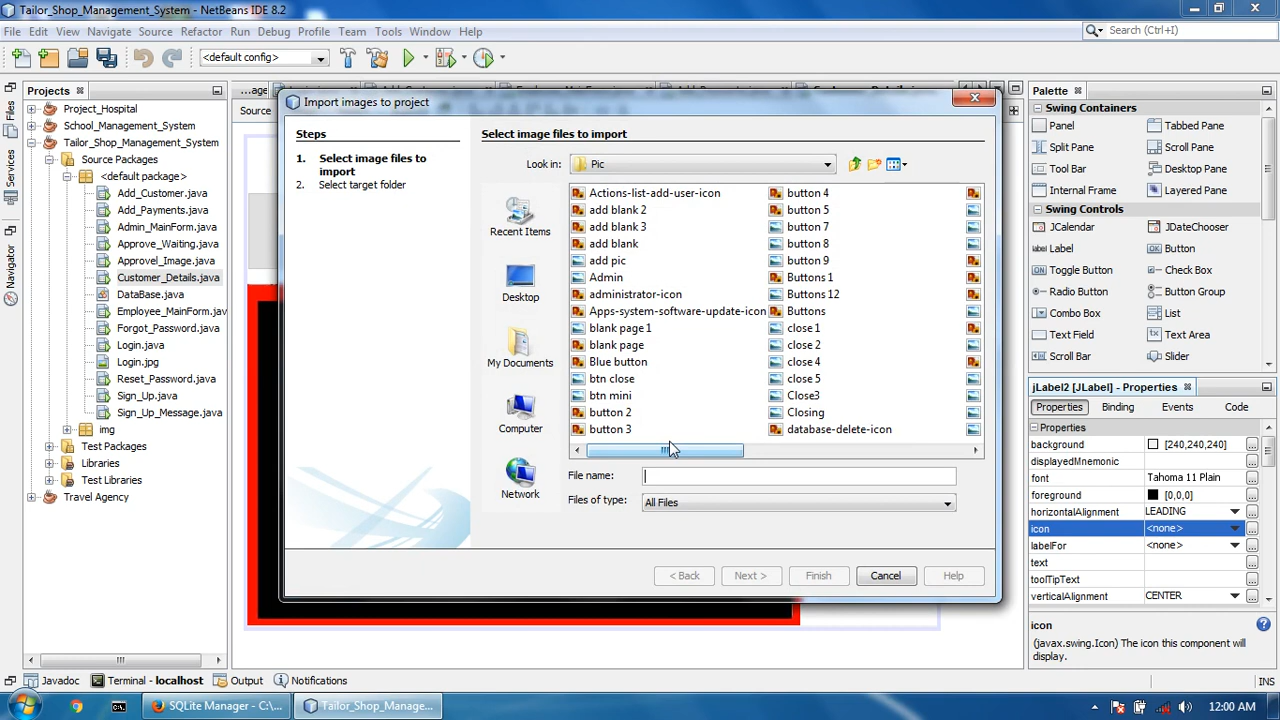 Tailor_Shop_Management_System - NetBeans IDE 8.2
File Edit View Navigate Source Refactor Run Debug Profile Team Tools Window Help
Search (Ctrl+I)
<default config>
Projects
Files
Services
Navigator
Project_Hospital
School_Management_System
Tailor_Shop_Management_System
Source Packages
<default package>
Add_Customer.java
Add_Payments.java
Admin_MainForm.java
Approve_Waiting.java
Approvel_Image.java
Customer_Details.java
DataBase.java
Employee_MainForm.java
Forgot_Password.java
Login.java
Login.jpg
Reset_Password.java
Sign_Up.java
Sign_Up_Message.java
img
Test Packages
Libraries
Test Libraries
Travel Agency
Source
Import images to project
Steps
1. Select image files to import
2. Select target folder
Select image files to import
Look in: Pic
Recent Items
Desktop
My Documents
Computer
Network
Actions-list-add-user-icon
add blank 2
add blank 3
add blank
add pic
Admin
administrator-icon
Apps-system-software-update-icon
blank page 1
blank page
Blue button
btn close
btn mini
button 2
button 3
button 4
button 5
button 7
button 8
button 9
Buttons 1
Buttons 12
Buttons
close 1
close 2
close 4
close 5
Close3
Closing
database-delete-icon
File name:
Files of type: All Files
< Back
Next >
Finish
Cancel
Help
Palette
Swing Containers
Panel Tabbed Pane
Split Pane Scroll Pane
Tool Bar Desktop Pane
Internal Frame Layered Pane
Swing Controls
JCalendar JDateChooser
Label Button
Toggle Button Check Box
Radio Button Button Group
Combo Box List
Text Field Text Area
Scroll Bar Slider
jLabel2 [JLabel] - Properties
Properties Binding Events Code
Properties
background [240,240,240]
displayedMnemonic
font Tahoma 11 Plain
foreground [0,0,0]
horizontalAlignment LEADING
icon <none>
labelFor <none>
text
toolTipText
verticalAlignment CENTER
icon
(javax.swing.Icon) The icon this component will
display.
Javadoc
Terminal - localhost
Output
Notifications
INS
SQLite Manager - C:\...
Tailor_Shop_Manage...
12:00 AM